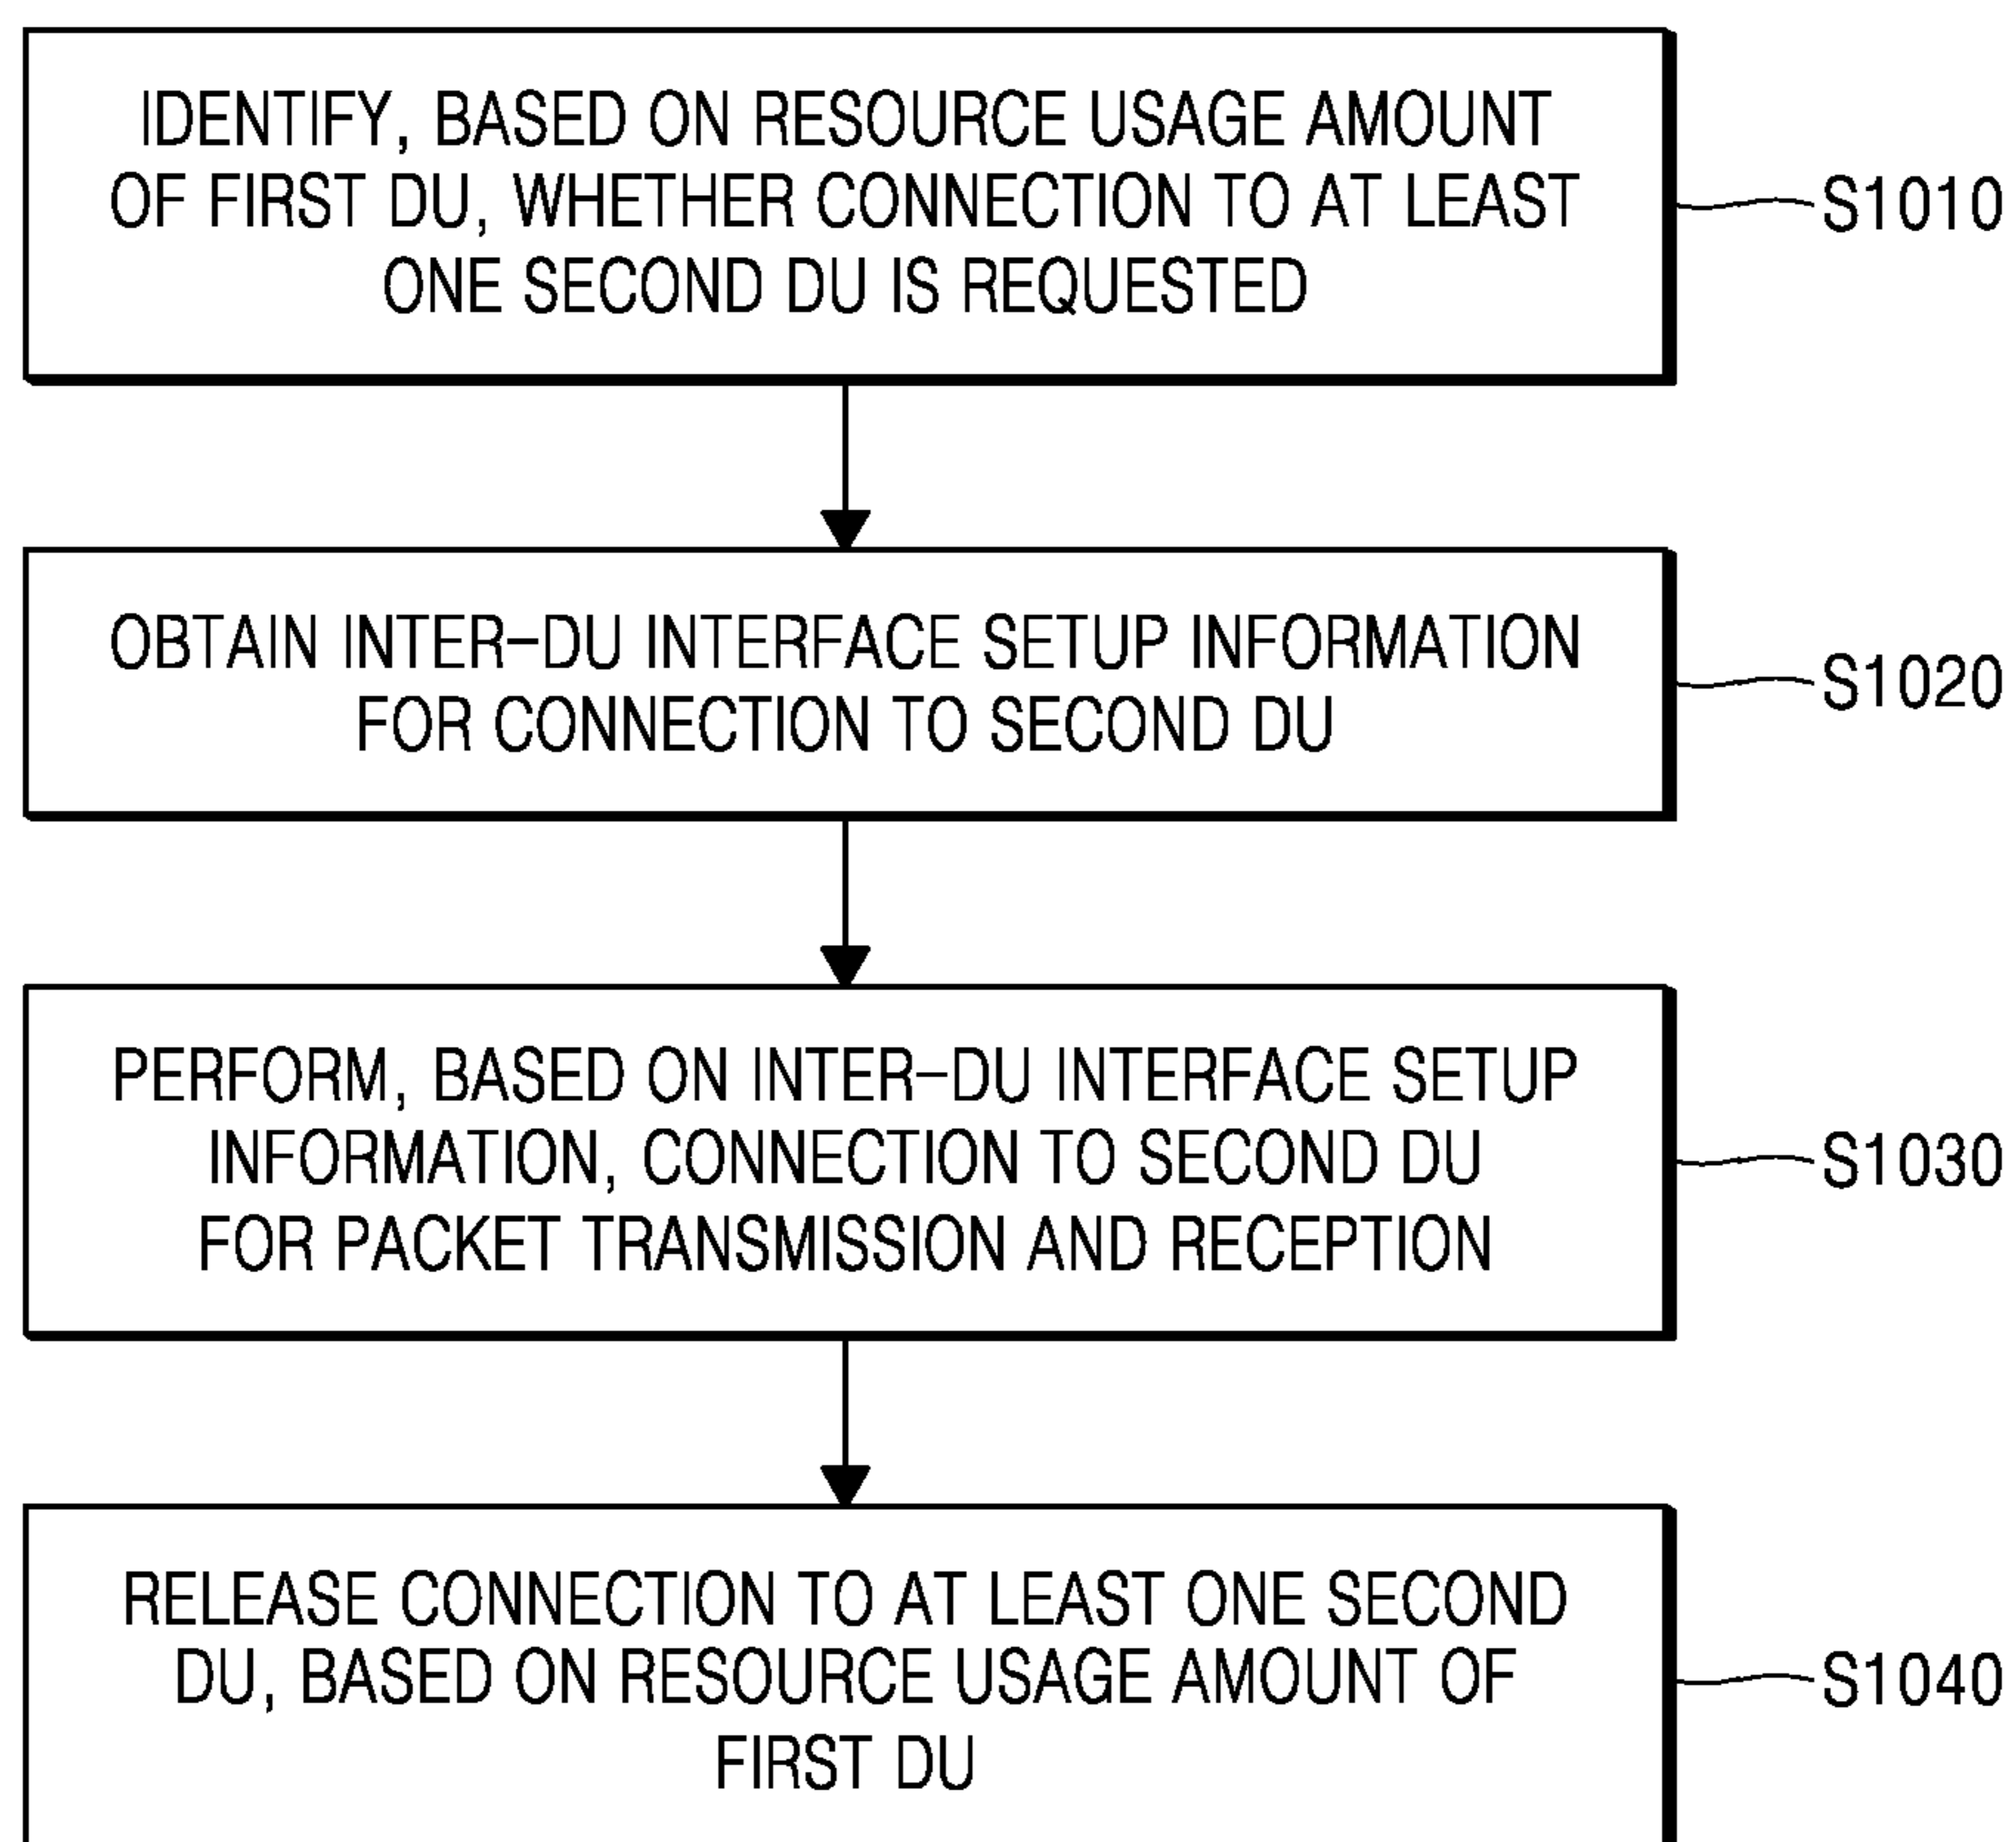 IDENTIFY, BASED ON RESOURCE USAGE AMOUNT
OF FIRST DU, WHETHER CONNECTION TO AT LEAST
ONE SECOND DU IS REQUESTED
S1010
OBTAIN INTER-DU INTERFACE SETUP INFORMATION
FOR CONNECTION TO SECOND DU
S1020
PERFORM, BASED ON INTER-DU INTERFACE SETUP
INFORMATION, CONNECTION TO SECOND DU
FOR PACKET TRANSMISSION AND RECEPTION
S1030
RELEASE CONNECTION TO AT LEAST ONE SECOND
DU, BASED ON RESOURCE USAGE AMOUNT OF
FIRST DU
S1040